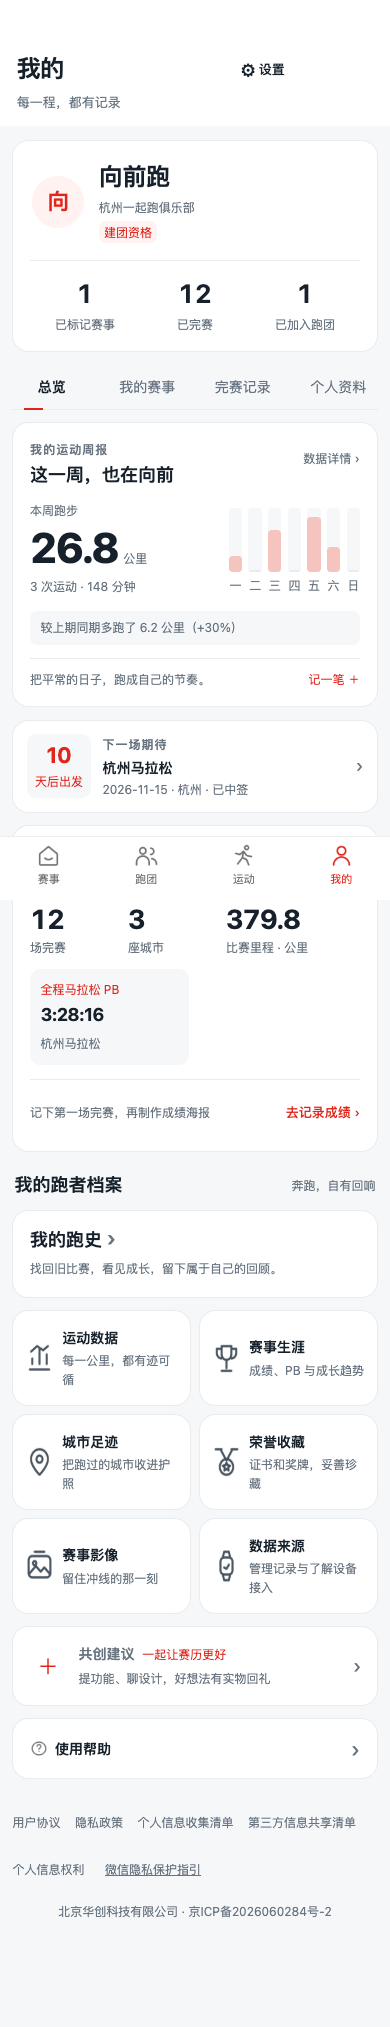 我的
设置
每一程，都有记录
向
向前跑
杭州一起跑俱乐部
建团资格
1 12 1
已标记赛事 已完赛 已加入跑团
总览 我的赛事 完赛记录 个人资料
我的运动周报
这一周，也在向前
数据详情 ›
本周跑步
26.8 公里
3 次运动 · 148 分钟
一 二 三 四 五 六 日
较上期同期多跑了 6.2 公里（+30%）
把平常的日子，跑成自己的节奏。
记一笔 ＋
10
天后出发
下一场期待
杭州马拉松
2026-11-15 · 杭州 · 已中签
›
赛事 跑团 运动 我的
12 3 379.8
场完赛 座城市 比赛里程 · 公里
全程马拉松 PB
3:28:16
杭州马拉松
记下第一场完赛，再制作成绩海报
去记录成绩 ›
我的跑者档案
奔跑，自有回响
我的跑史 ›
找回旧比赛，看见成长，留下属于自己的回顾。
运动数据
每一公里，都有迹可
循
赛事生涯
成绩、PB 与成长趋势
城市足迹
把跑过的城市收进护
照
荣誉收藏
证书和奖牌，妥善珍
藏
赛事影像
留住冲线的那一刻
数据来源
管理记录与了解设备
接入
共创建议 一起让赛历更好
提功能、聊设计，好想法有实物回礼
›
使用帮助
›
用户协议 隐私政策 个人信息收集清单 第三方信息共享清单
个人信息权利 微信隐私保护指引
北京华创科技有限公司 · 京ICP备2026060284号-2